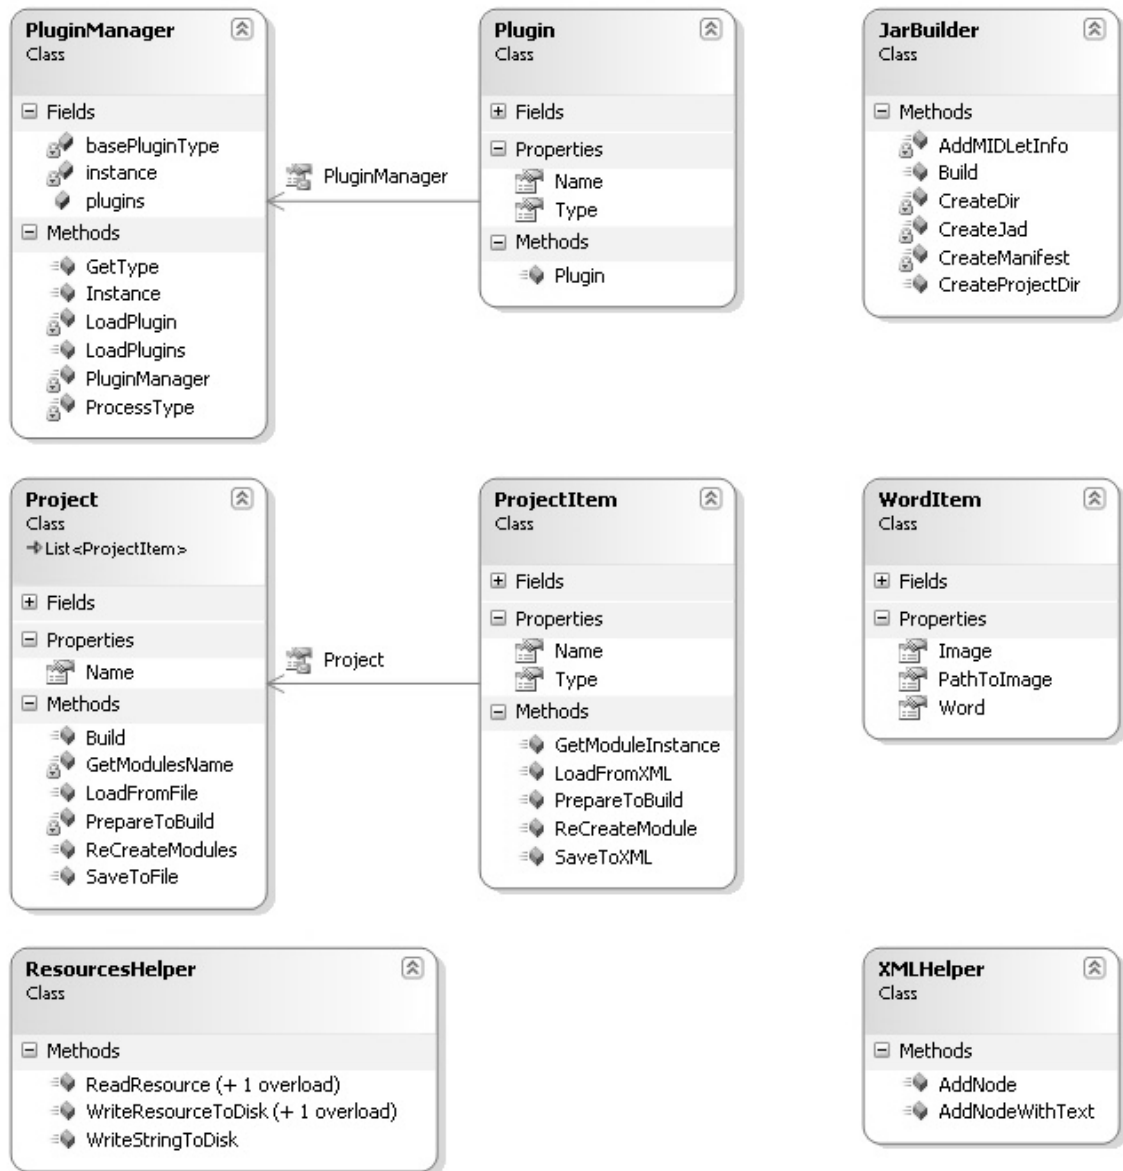 PluginManager
Class
Fields
basePluginType
instance
plugins
Methods
GetType
Instance
LoadPlugin
LoadPlugins
PluginManager
ProcessType
PluginManager
Plugin
Class
Fields
Properties
Name
Type
Methods
Plugin
JarBuilder
Class
Methods
AddMIDLetInfo
Build
CreateDir
CreateJad
CreateManifest
CreateProjectDir
Project
Class
List<ProjectItem>
Fields
Properties
Name
Methods
Build
GetModulesName
LoadFromFile
PrepareToBuild
ReCreateModules
SaveToFile
Project
ProjectItem
Class
Fields
Properties
Name
Type
Methods
GetModuleInstance
LoadFromXML
PrepareToBuild
ReCreateModule
SaveToXML
WordItem
Class
Fields
Properties
Image
PathToImage
Word
ResourcesHelper
Class
Methods
ReadResource (+ 1 overload)
WriteResourceToDisk (+ 1 overload)
WriteStringToDisk
XMLHelper
Class
Methods
AddNode
AddNodeWithText